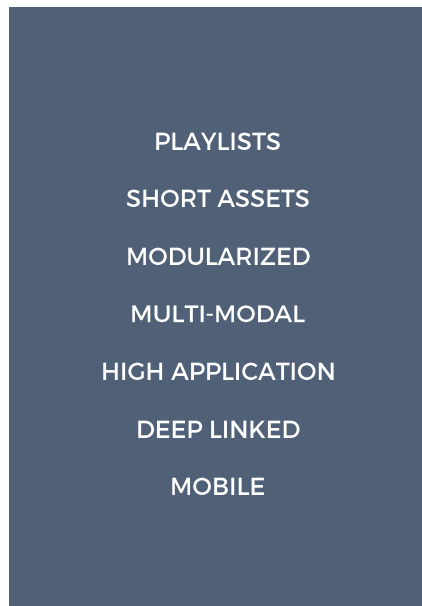 PLAYLISTS
SHORT ASSETS
MODULARIZED
MULTI-MODAL
HIGH APPLICATION
DEEP LINKED
MOBILE